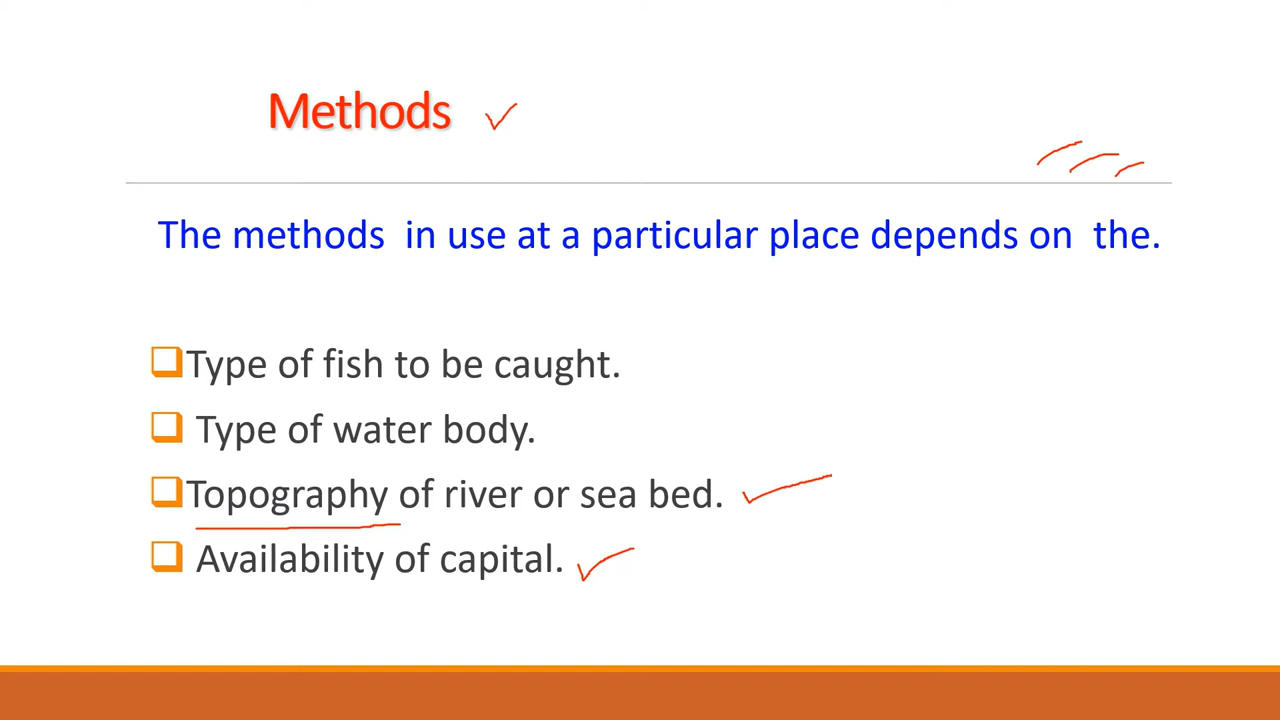 Methods
The methods in use at a particular place depends on the.
Type of fish to be caught.
Type of water body.
Topography of river or sea bed.
Availability of capital.